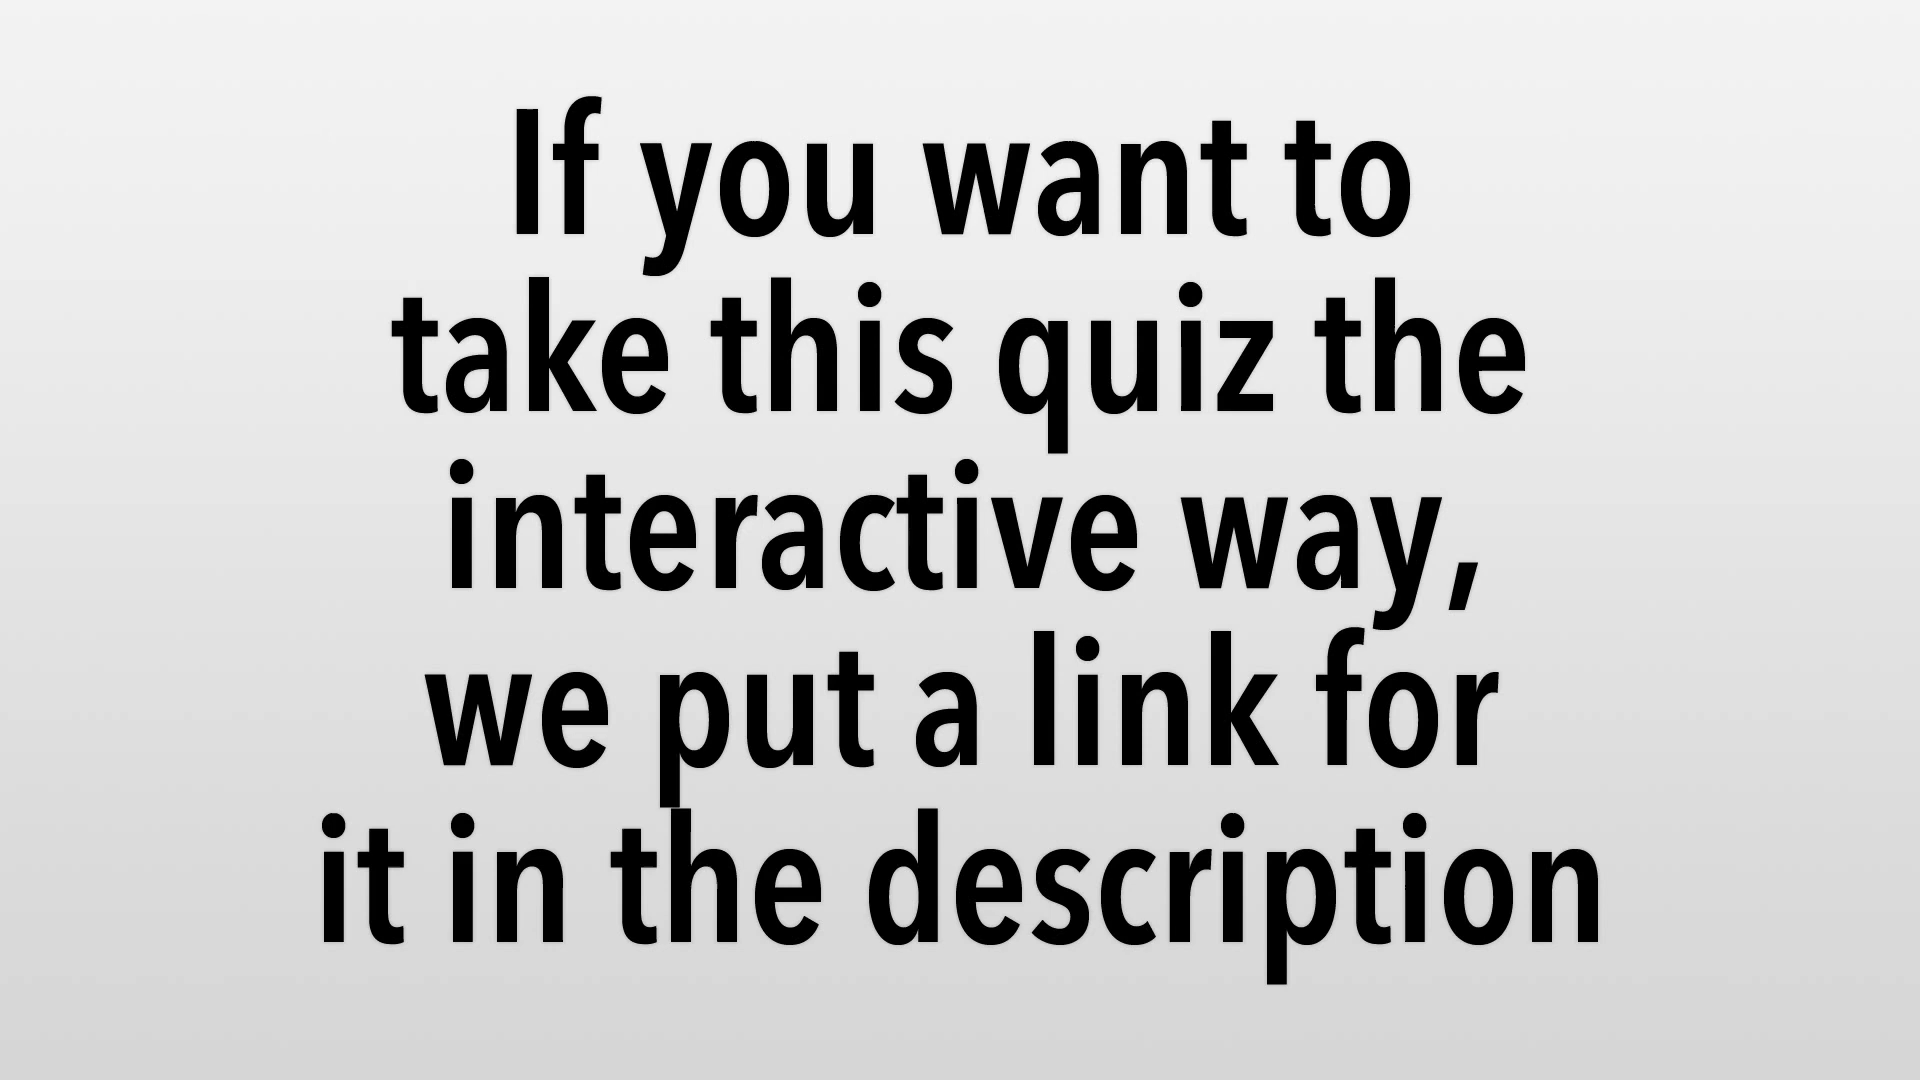 If you want to
take this quiz the
interactive way,
we put a link for
it in the description